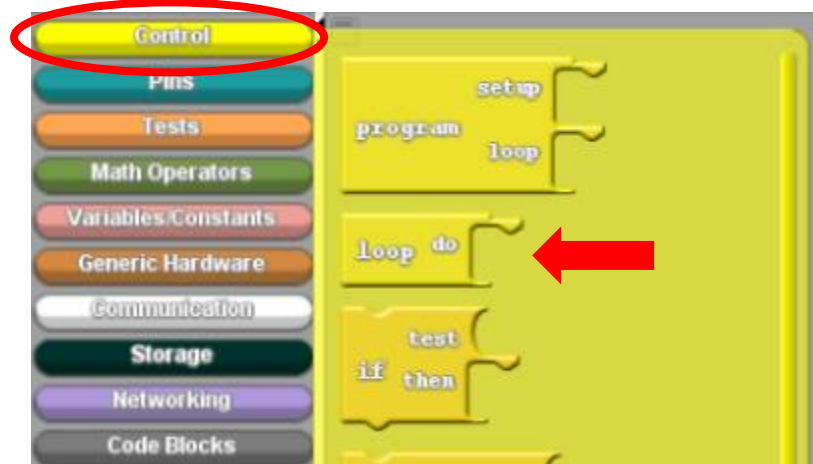 Control
Pins
Tests
Math Operators
Variables/Constants
Generic Hardware
Communication
Storage
Networking
Code Blocks
setup
program
loop
loop do
test
if
then